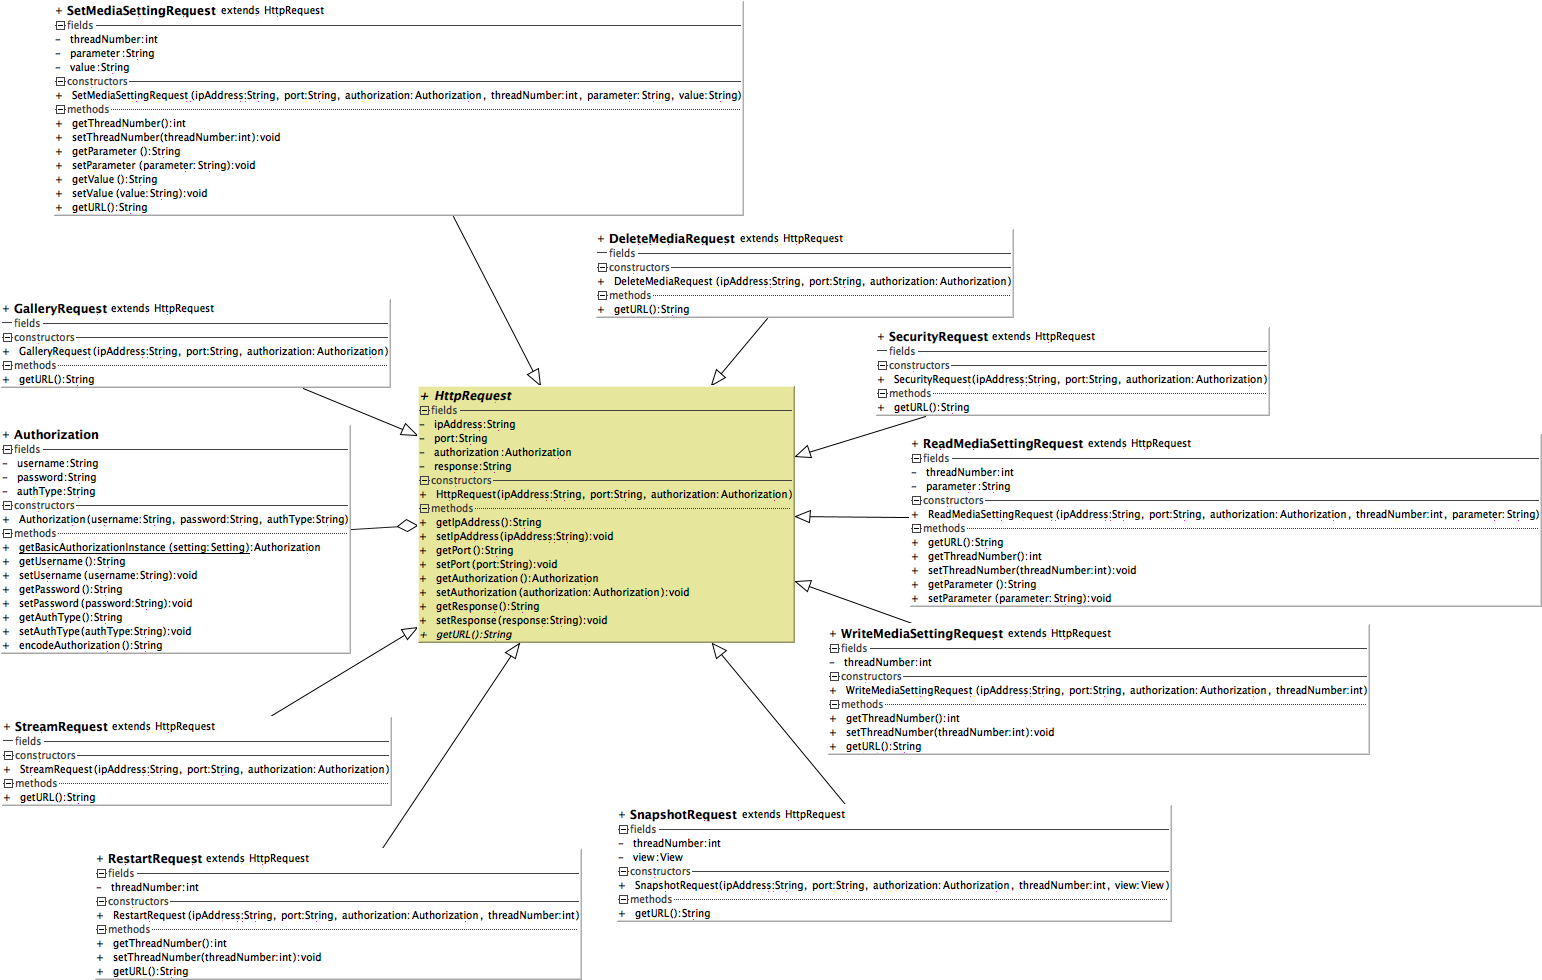 + SetMediaSettingRequest extends HttpRequest
fields
- threadNumber:int
- parameter:String
- value:String
constructors
+ SetMediaSettingRequest(ipAddress:String, port:String, authorization:Authorization, threadNumber:int, parameter:String, value:String)
methods
+ getThreadNumber():int
+ setThreadNumber(threadNumber:int):void
+ getParameter():String
+ setParameter(parameter:String):void
+ getValue():String
+ setValue(value:String):void
+ getURL():String
+ DeleteMediaRequest extends HttpRequest
fields
constructors
+ DeleteMediaRequest(ipAddress:String, port:String, authorization:Authorization)
methods
+ getURL():String
+ GalleryRequest extends HttpRequest
fields
constructors
+ GalleryRequest(ipAddress:String, port:String, authorization:Authorization)
methods
+ getURL():String
+ SecurityRequest extends HttpRequest
fields
constructors
+ SecurityRequest(ipAddress:String, port:String, authorization:Authorization)
methods
+ getURL():String
+ HttpRequest
fields
- ipAddress:String
- port:String
- authorization:Authorization
- response:String
constructors
+ HttpRequest(ipAddress:String, port:String, authorization:Authorization)
methods
+ getIpAddress():String
+ setIpAddress(ipAddress:String):void
+ getPort():String
+ setPort(port:String):void
+ getAuthorization():Authorization
+ setAuthorization(authorization:Authorization):void
+ getResponse():String
+ setResponse(response:String):void
+ getURL():String
+ Authorization
fields
- username:String
- password:String
- authType:String
constructors
+ Authorization(username:String, password:String, authType:String)
methods
+ getBasicAuthorizationInstance(setting:Setting):Authorization
+ getUsername():String
+ setUsername(username:String):void
+ getPassword():String
+ setPassword(password:String):void
+ getAuthType():String
+ setAuthType(authType:String):void
+ encodeAuthorization():String
+ ReadMediaSettingRequest extends HttpRequest
fields
- threadNumber:int
- parameter:String
constructors
+ ReadMediaSettingRequest(ipAddress:String, port:String, authorization:Authorization, threadNumber:int, parameter:String)
methods
+ getURL():String
+ getThreadNumber():int
+ setThreadNumber(threadNumber:int):void
+ getParameter():String
+ setParameter(parameter:String):void
+ WriteMediaSettingRequest extends HttpRequest
fields
- threadNumber:int
constructors
+ WriteMediaSettingRequest(ipAddress:String, port:String, authorization:Authorization, threadNumber:int)
methods
+ getThreadNumber():int
+ setThreadNumber(threadNumber:int):void
+ getURL():String
+ StreamRequest extends HttpRequest
fields
constructors
+ StreamRequest(ipAddress:String, port:String, authorization:Authorization)
methods
+ getURL():String
+ SnapshotRequest extends HttpRequest
fields
- threadNumber:int
- view:View
constructors
+ SnapshotRequest(ipAddress:String, port:String, authorization:Authorization, threadNumber:int, view:View)
methods
+ getURL():String
+ RestartRequest extends HttpRequest
fields
- threadNumber:int
constructors
+ RestartRequest(ipAddress:String, port:String, authorization:Authorization, threadNumber:int)
methods
+ getThreadNumber():int
+ setThreadNumber(threadNumber:int):void
+ getURL():String